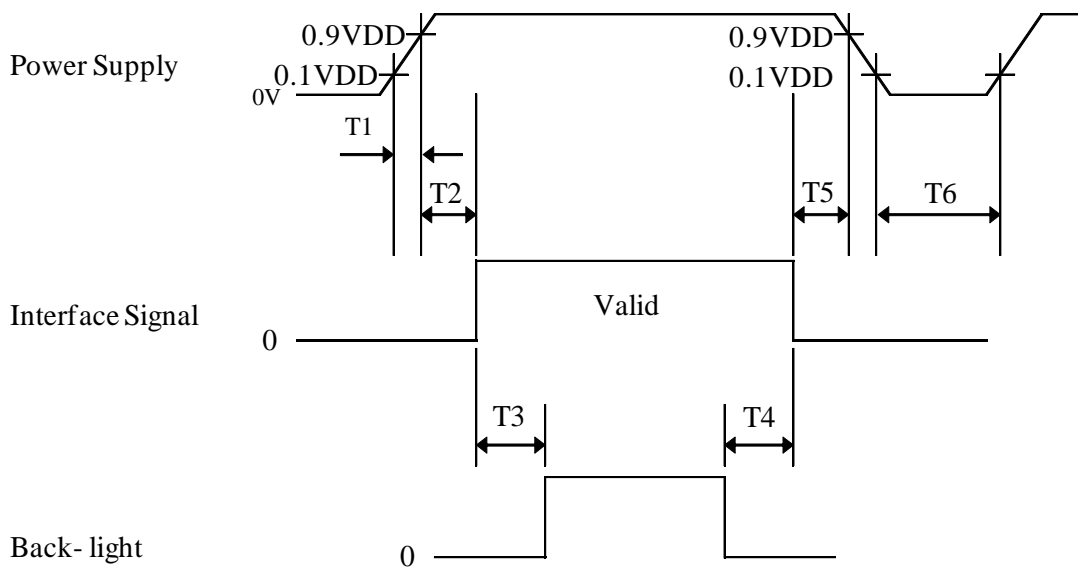 0.9VDD
0.9VDD
Power Supply
0.1VDD
0.1VDD
0V
T1
T2
T5
T6
Valid
Interface Signal
0
T3
T4
Back- light
0